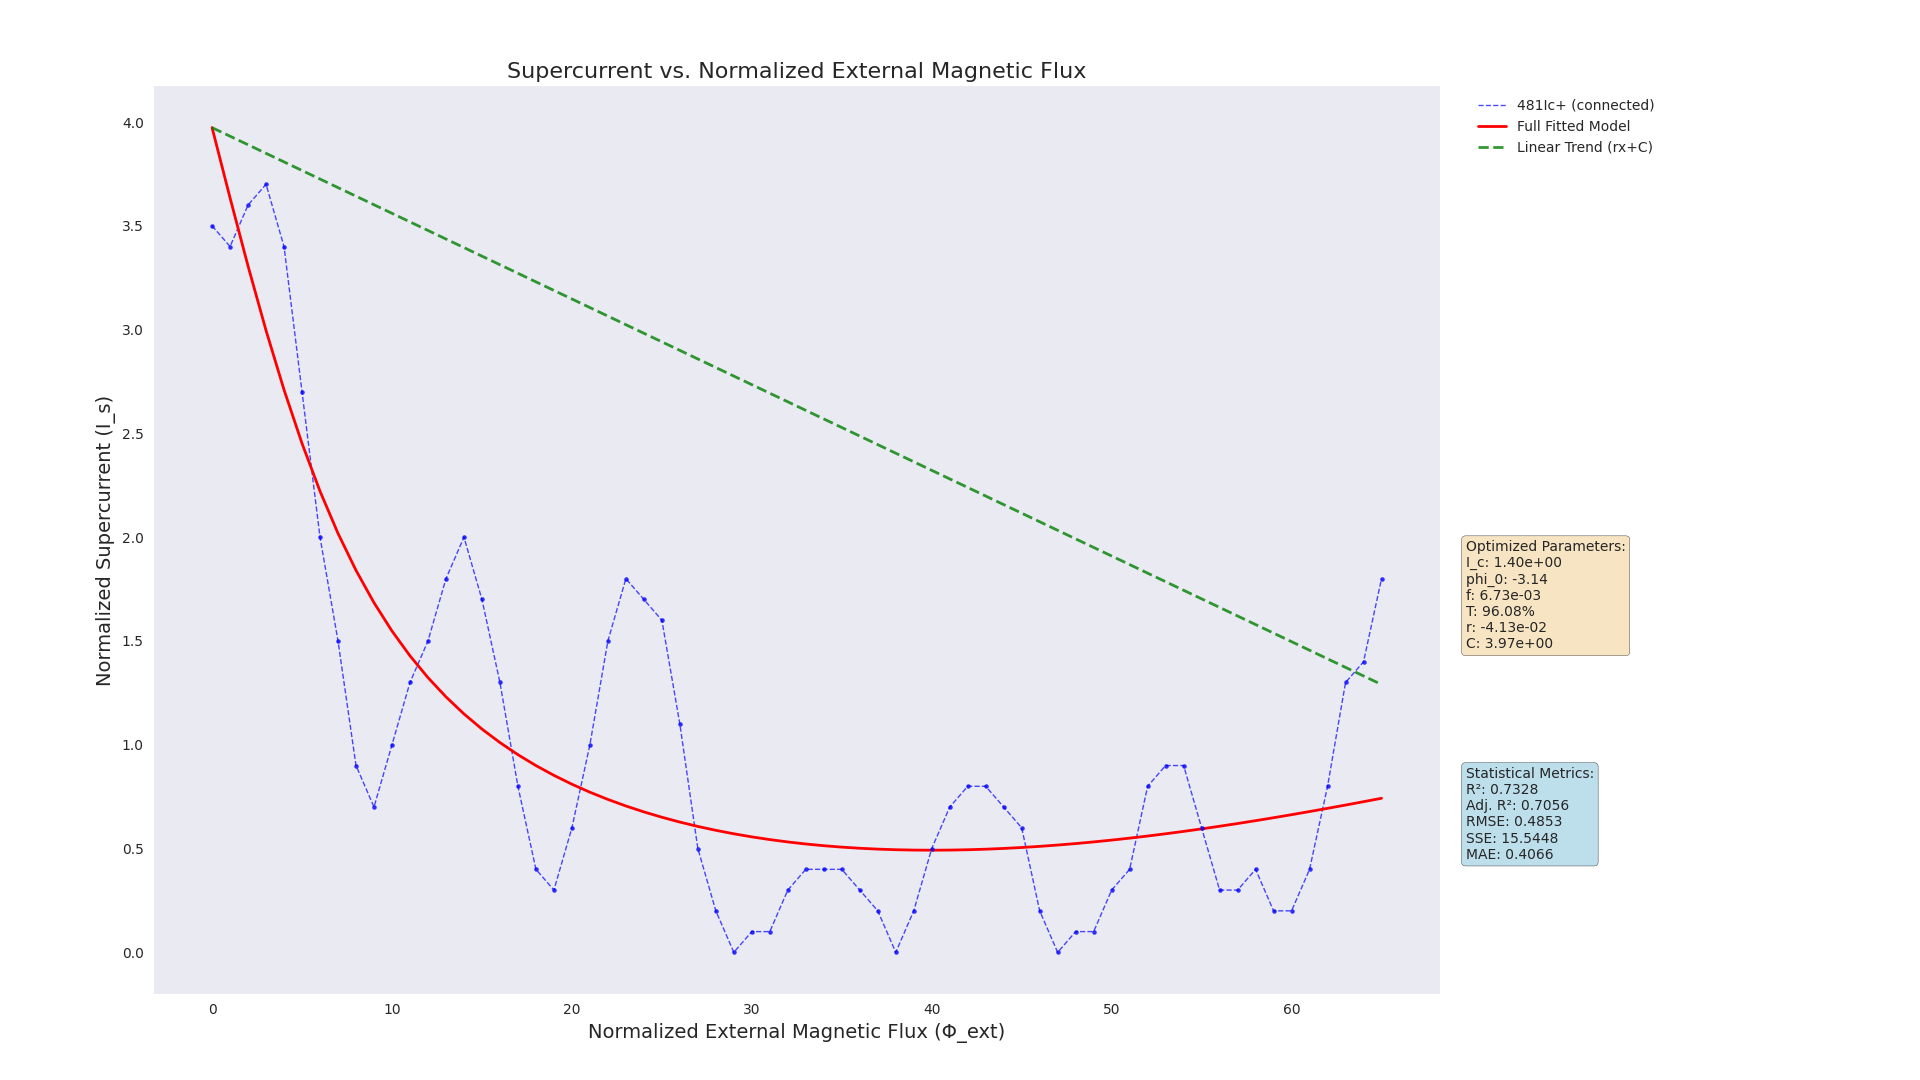 Supercurrent vs. Normalized External Magnetic Flux
481Ic+ (connected)
Full Fitted Model
Linear Trend (rx+C)
Normalized Supercurrent (I_s)
4.0
3.5
3.0
2.5
2.0
1.5
1.0
0.5
0.0
0 10 20 30 40 50 60
Normalized External Magnetic Flux (Φ_ext)
Optimized Parameters:
I_c: 1.40e+00
phi_0: -3.14
f: 6.73e-03
T: 96.08%
r: -4.13e-02
C: 3.97e+00
Statistical Metrics:
R²: 0.7328
Adj. R²: 0.7056
RMSE: 0.4853
SSE: 15.5448
MAE: 0.4066